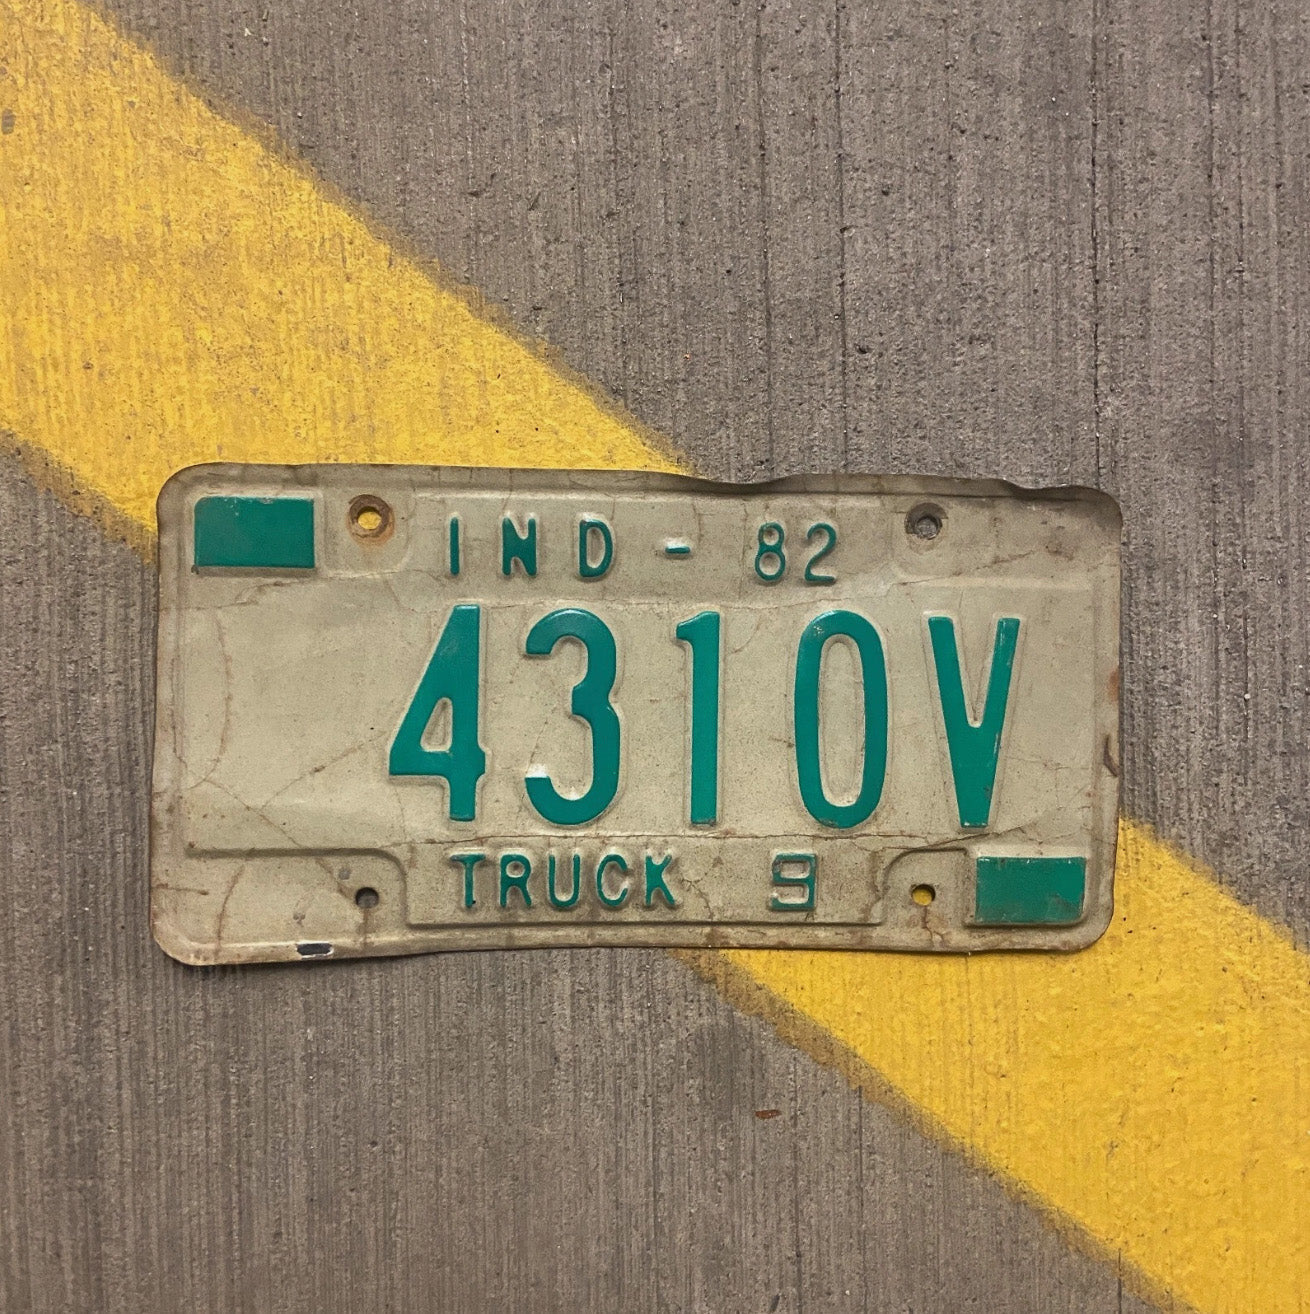 IND - 82
4310V
TRUCK 9